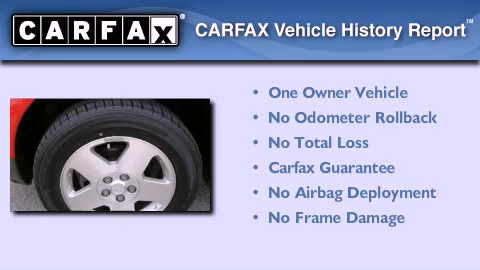 CARFAX® CARFAX Vehicle History Report™
• One Owner Vehicle
• No Odometer Rollback
• No Total Loss
• Carfax Guarantee
• No Airbag Deployment
• No Frame Damage